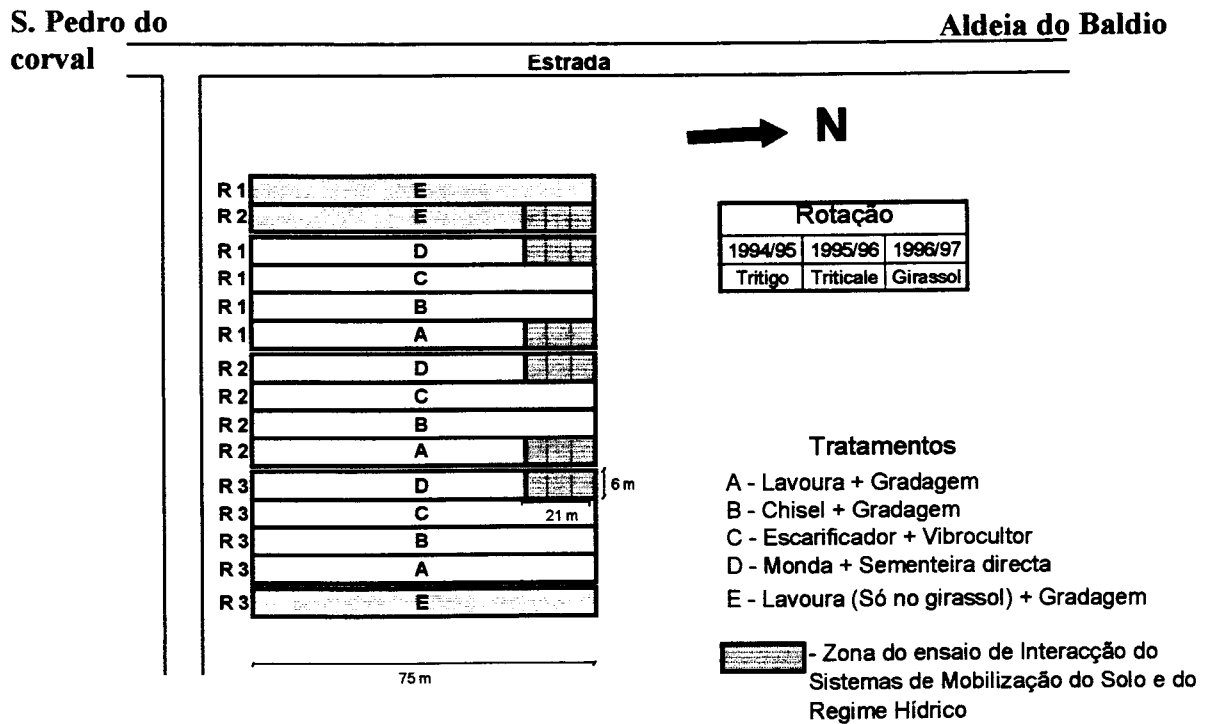 S. Pedro do
corval
Aldeia do Baldio
Estrada
N
R 1 E
R 2 E
R 1 D
R 1 C
R 1 B
R 1 A
R 2 D
R 2 C
R 2 B
R 2 A
R 3 D 6 m
R 3 C 21 m
R 3 B
R 3 A
R 3 E
75 m
Rotação
1994/95 1995/96 1996/97
Tritigo Triticale Girassol
Tratamentos
A - Lavoura + Gradagem
B - Chisel + Gradagem
C - Escarificador + Vibrocultor
D - Monda + Sementeira directa
E - Lavoura (Só no girassol) + Gradagem
- Zona do ensaio de Interacção do
Sistemas de Mobilização do Solo e do
Regime Hídrico